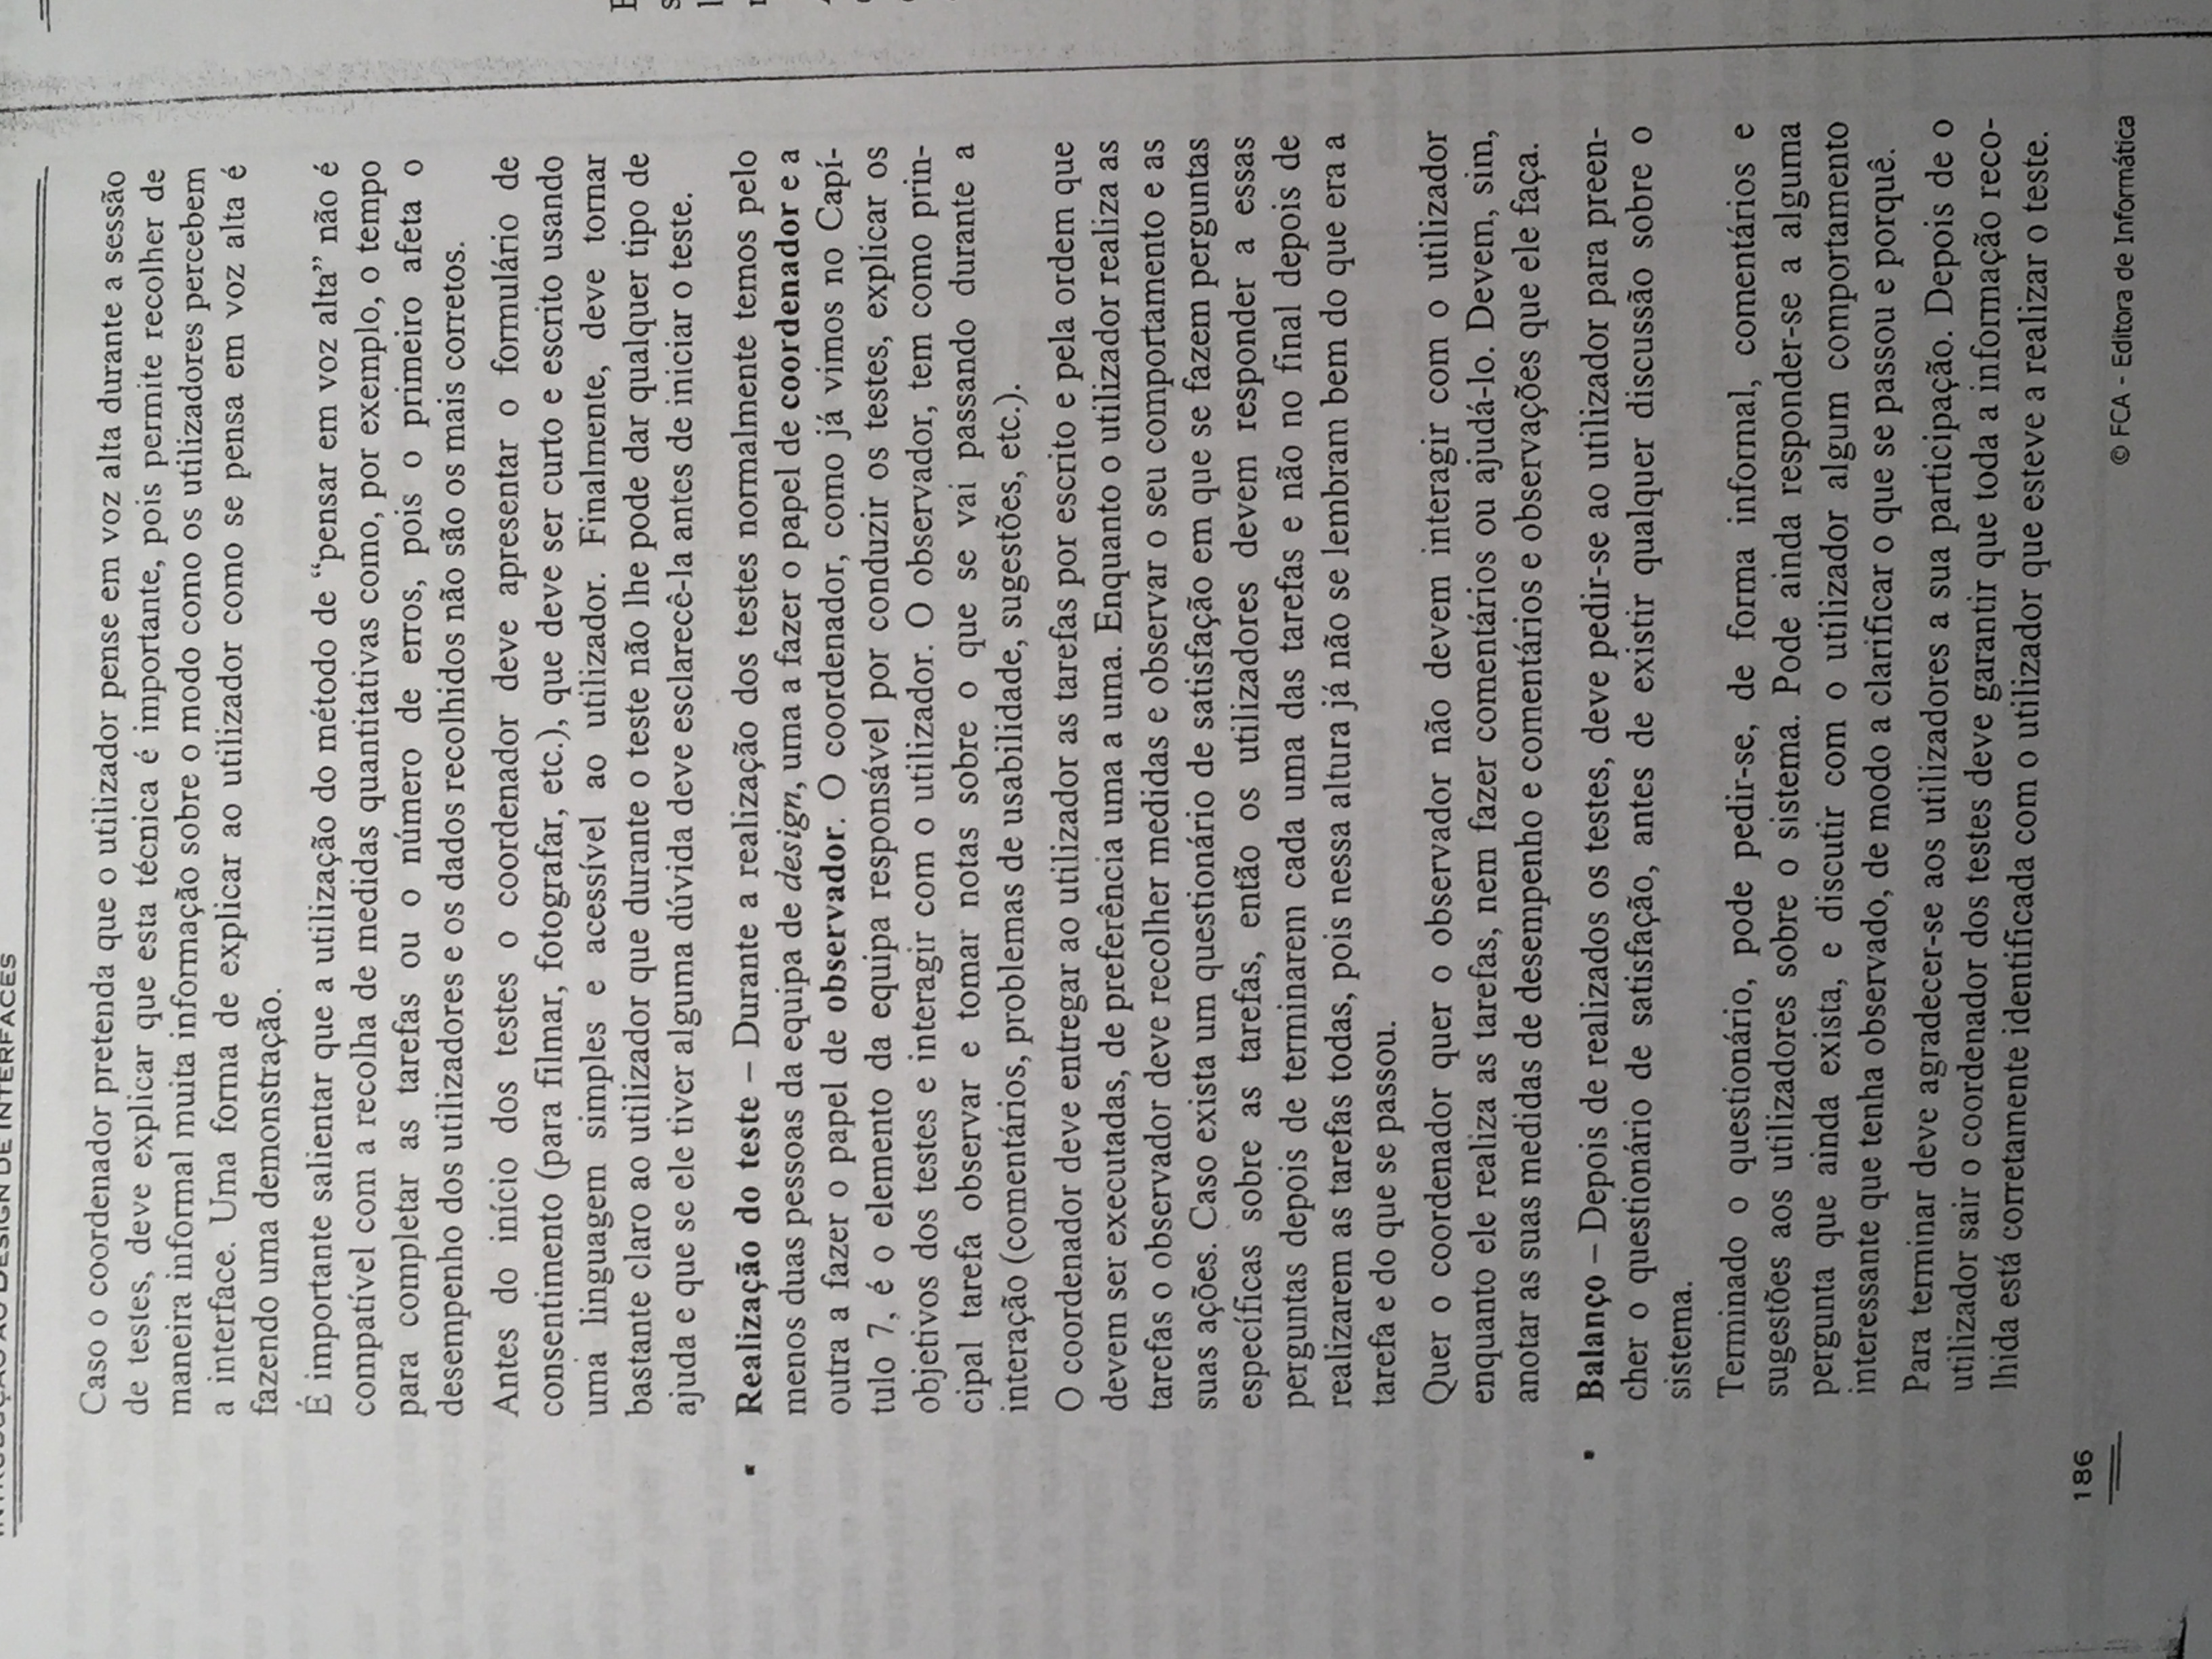 INTRODUÇÃO AO DESIGN DE INTERFACES
Caso o coordenador pretenda que o utilizador pense em voz alta durante a sessão
de testes, deve explicar que esta técnica é importante, pois permite recolher de
maneira informal muita informação sobre o modo como os utilizadores percebem
a interface. Uma forma de explicar ao utilizador como se pensa em voz alta é
fazendo uma demonstração.
É importante salientar que a utilização do método de “pensar em voz alta” não é
compatível com a recolha de medidas quantitativas como, por exemplo, o tempo
para completar as tarefas ou o número de erros, pois o primeiro afeta o
desempenho dos utilizadores e os dados recolhidos não são os mais corretos.
Antes do início dos testes o coordenador deve apresentar o formulário de
consentimento (para filmar, fotografar, etc.), que deve ser curto e escrito usando
uma linguagem simples e acessível ao utilizador. Finalmente, deve tornar
bastante claro ao utilizador que durante o teste não lhe pode dar qualquer tipo de
ajuda e que se ele tiver alguma dúvida deve esclarecê-la antes de iniciar o teste.
▪ Realização do teste – Durante a realização dos testes normalmente temos pelo
menos duas pessoas da equipa de design, uma a fazer o papel de coordenador e a
outra a fazer o papel de observador. O coordenador, como já vimos no Capí-
tulo 7, é o elemento da equipa responsável por conduzir os testes, explicar os
objetivos dos testes e interagir com o utilizador. O observador, tem como prin-
cipal tarefa observar e tomar notas sobre o que se vai passando durante a
interação (comentários, problemas de usabilidade, sugestões, etc.).
O coordenador deve entregar ao utilizador as tarefas por escrito e pela ordem que
devem ser executadas, de preferência uma a uma. Enquanto o utilizador realiza as
tarefas o observador deve recolher medidas e observar o seu comportamento e as
suas ações. Caso exista um questionário de satisfação em que se fazem perguntas
específicas sobre as tarefas, então os utilizadores devem responder a essas
perguntas depois de terminarem cada uma das tarefas e não no final depois de
realizarem as tarefas todas, pois nessa altura já não se lembram bem do que era a
tarefa e do que se passou.
Quer o coordenador quer o observador não devem interagir com o utilizador
enquanto ele realiza as tarefas, nem fazer comentários ou ajudá-lo. Devem, sim,
anotar as suas medidas de desempenho e comentários e observações que ele faça.
▪ Balanço – Depois de realizados os testes, deve pedir-se ao utilizador para preen-
cher o questionário de satisfação, antes de existir qualquer discussão sobre o
sistema.
Terminado o questionário, pode pedir-se, de forma informal, comentários e
sugestões aos utilizadores sobre o sistema. Pode ainda responder-se a alguma
pergunta que ainda exista, e discutir com o utilizador algum comportamento
interessante que tenha observado, de modo a clarificar o que se passou e porquê.
Para terminar deve agradecer-se aos utilizadores a sua participação. Depois de o
utilizador sair o coordenador dos testes deve garantir que toda a informação reco-
lhida está corretamente identificada com o utilizador que esteve a realizar o teste.
186
© FCA - Editora de Informática